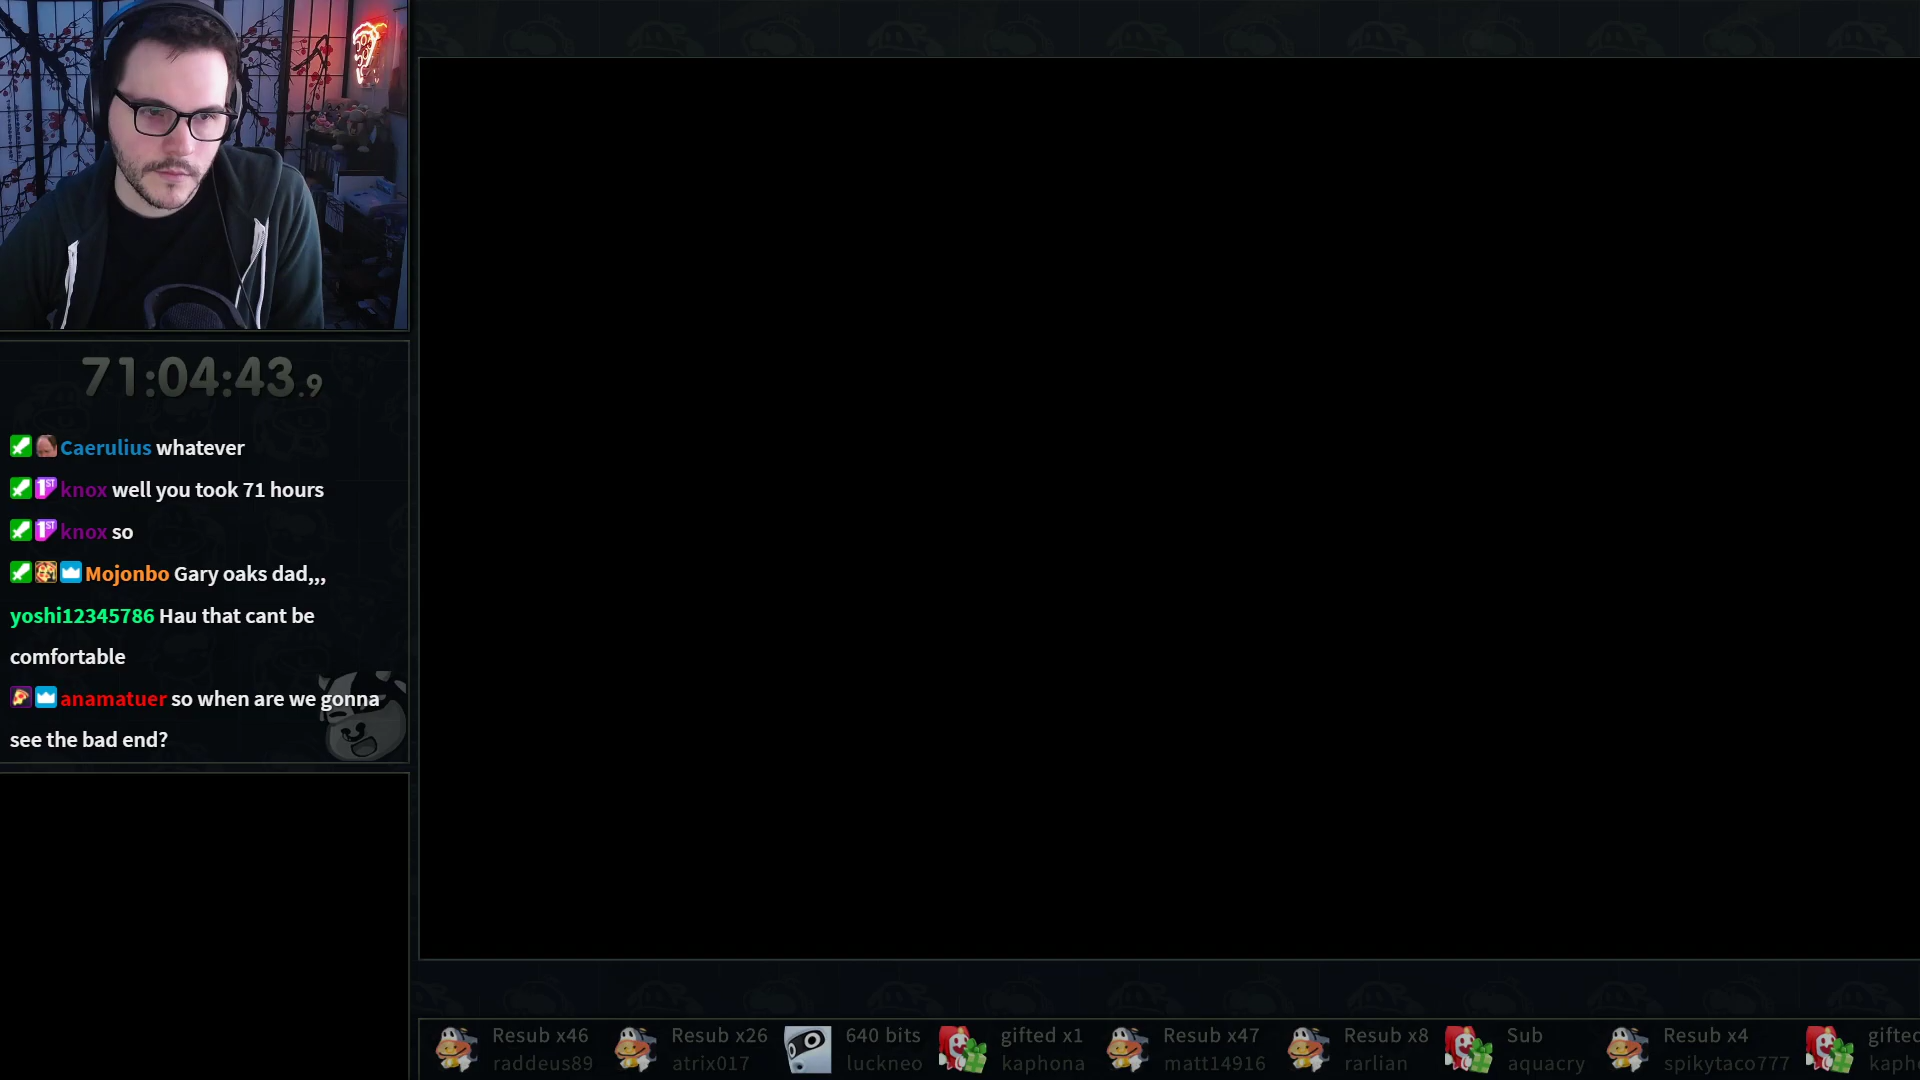 71:04:43.9
Caerulius whatever
knox well you took 71 hours
knox so
Mojonbo Gary oaks dad,,,
yoshi12345786 Hau that cant be
comfortable
anamatuer so when are we gonna
see the bad end?
Resub x46
raddeus89
Resub x26
atrix017
640 bits
luckneo
gifted x1
kaphona
Resub x47
matt14916
Resub x8
rarlian
Sub
aquacry
Resub x4
spikytaco777
gifted
kaph